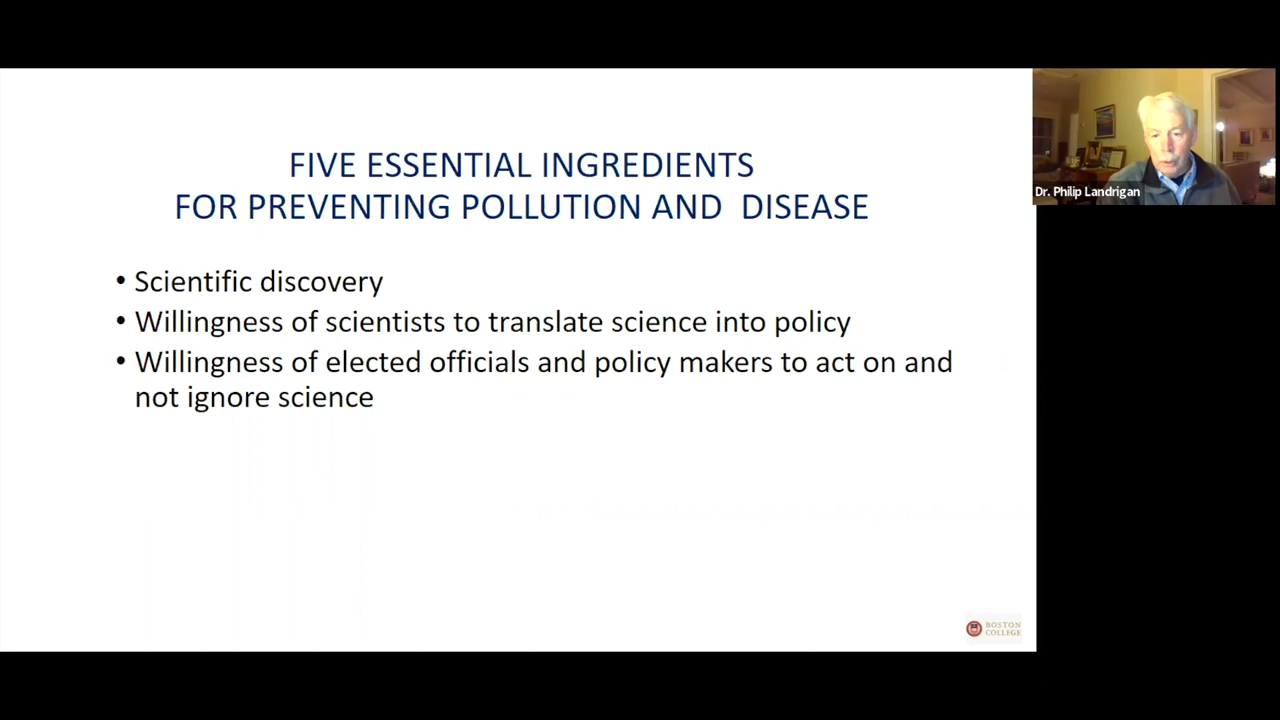 FIVE ESSENTIAL INGREDIENTS
FOR PREVENTING POLLUTION AND DISEASE
• Scientific discovery
• Willingness of scientists to translate science into policy
• Willingness of elected officials and policy makers to act on and
not ignore science
Dr. Philip Landrigan
BOSTON
COLLEGE